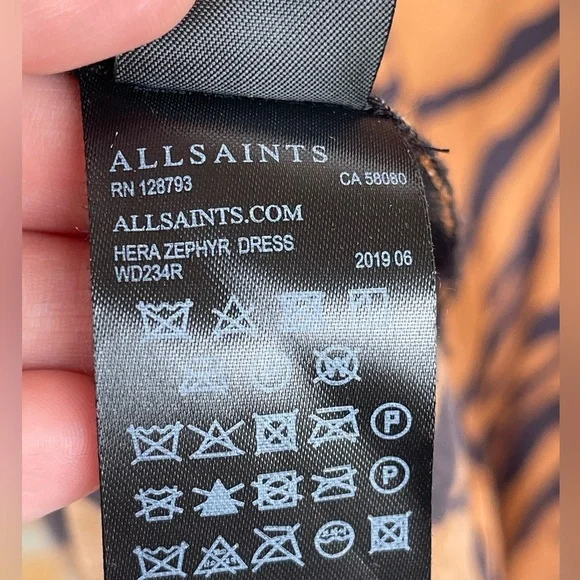 ALLSAINTS
RN 128793 CA 58080
ALLSAINTS.COM
HERA ZEPHYR DRESS
WD234R 2019 06
P
P